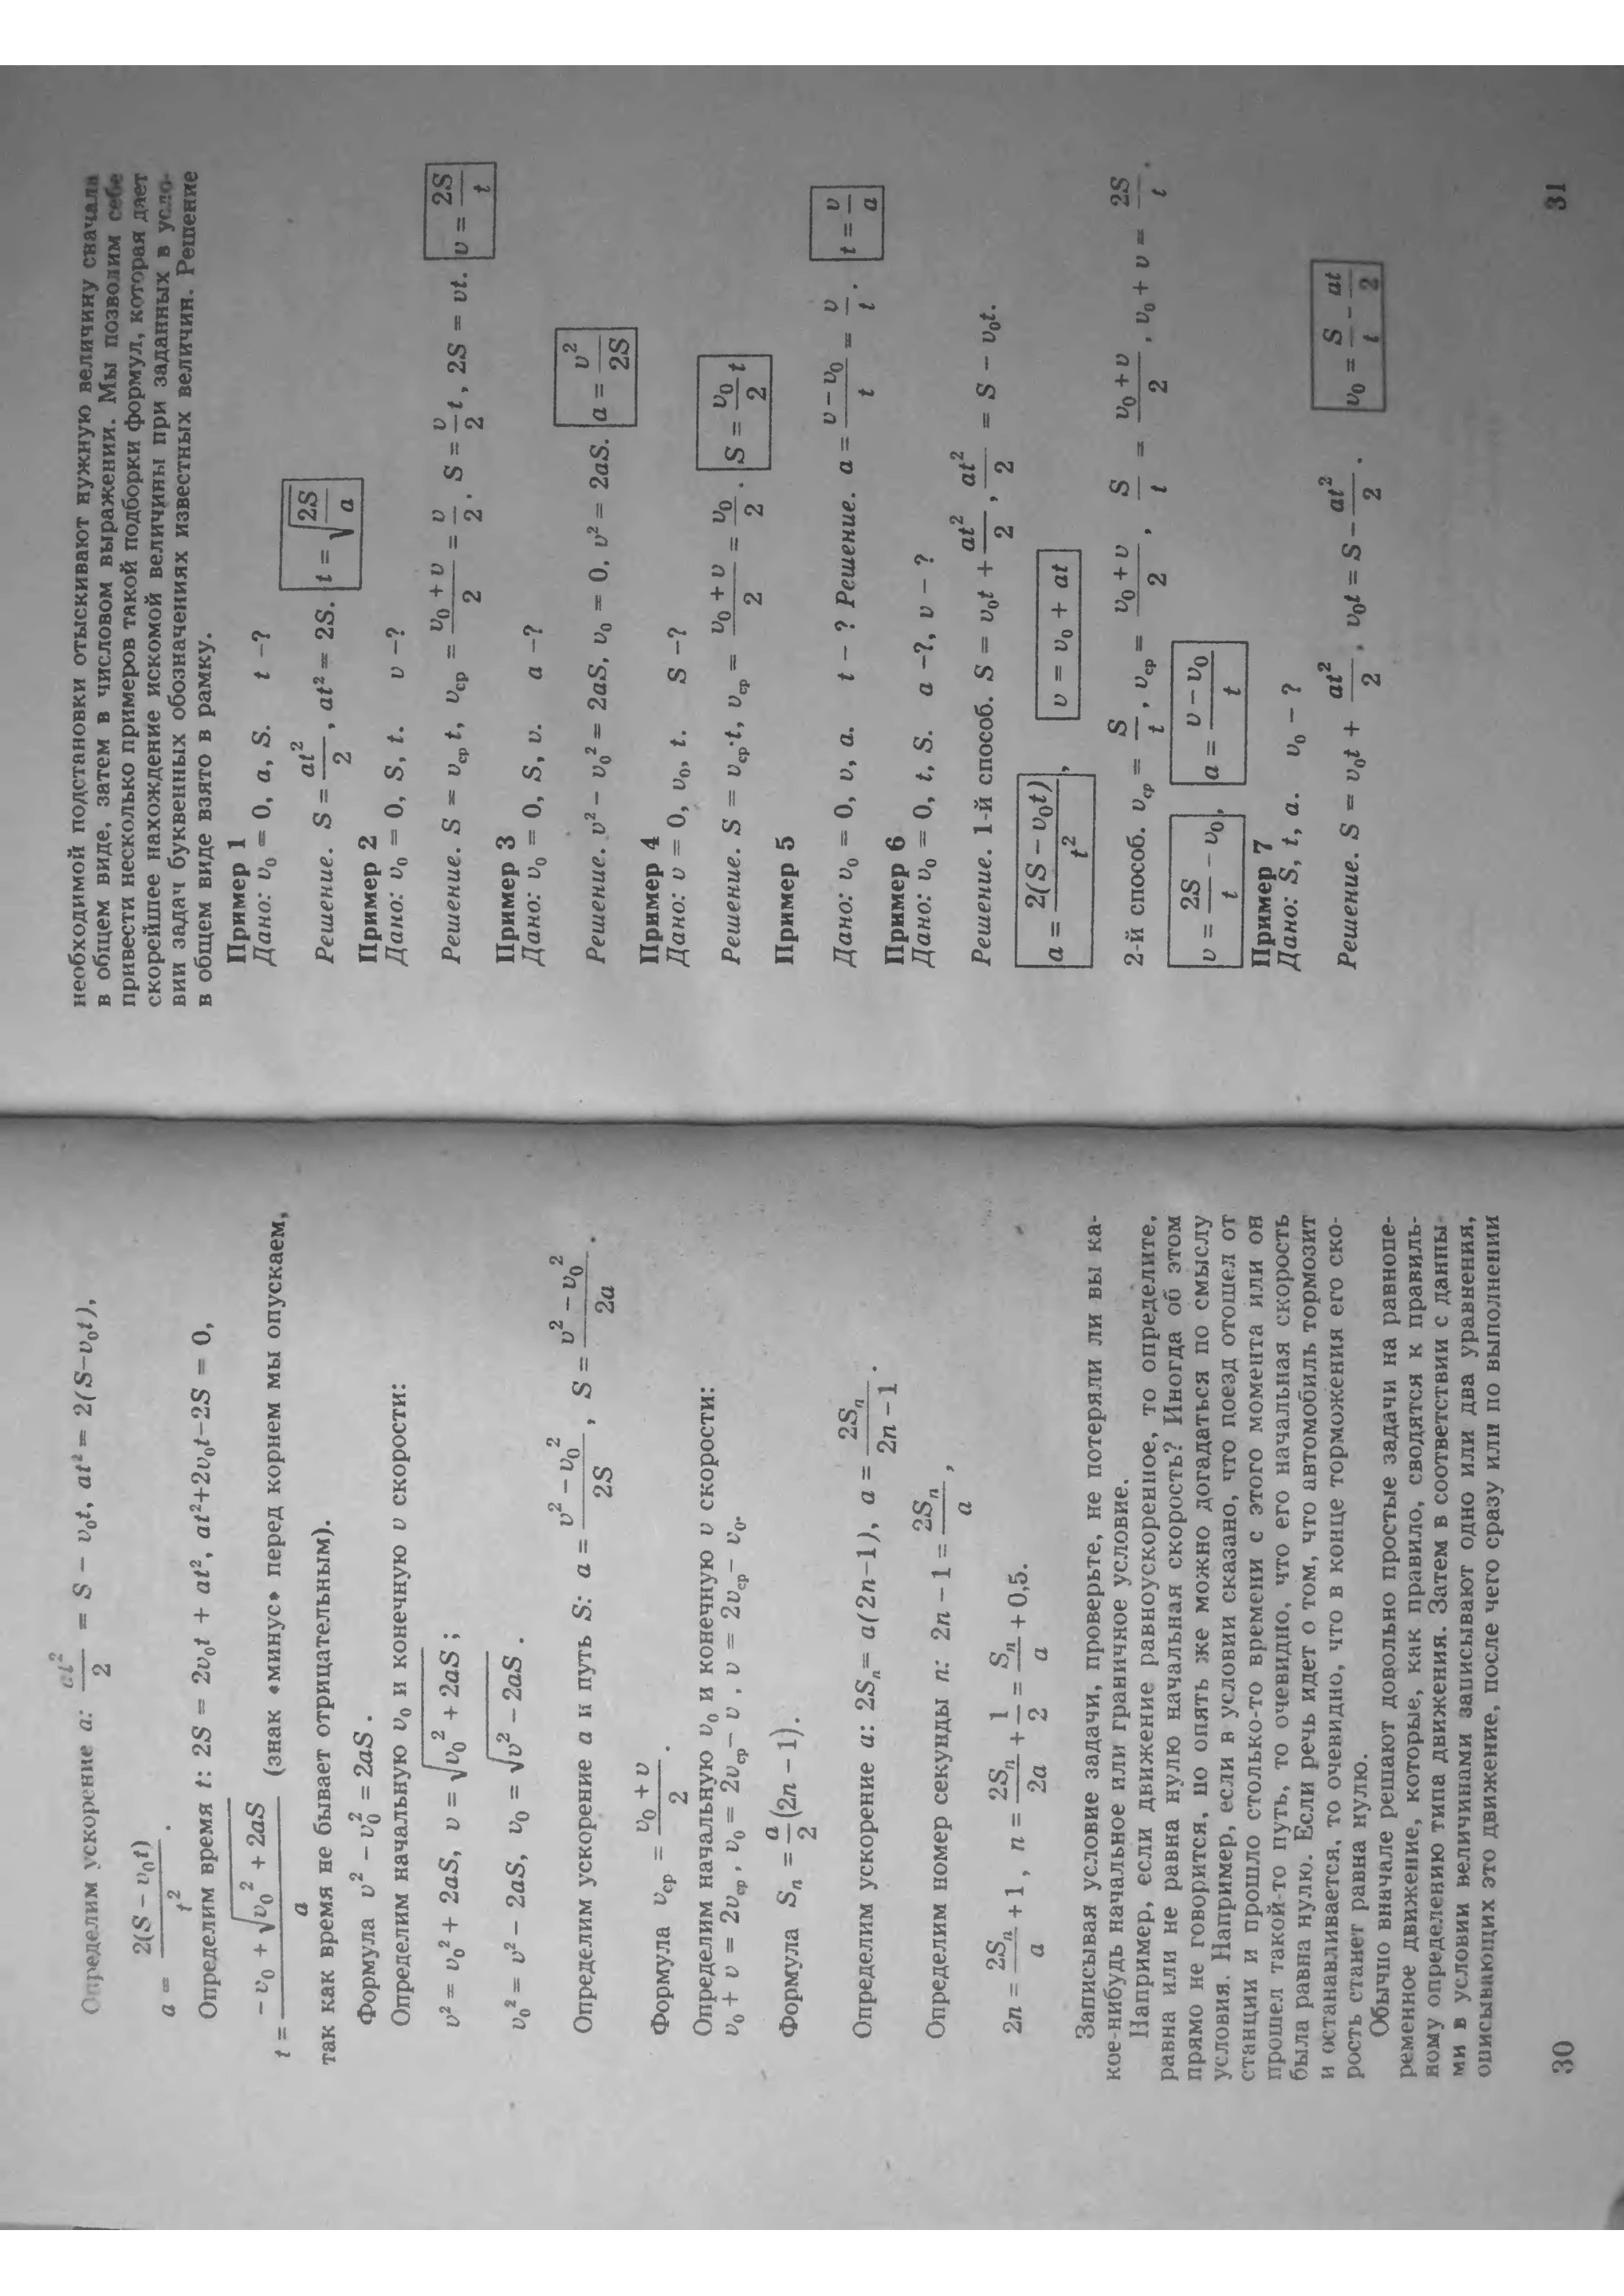 Определим ускорение a: at²/2 = S − v₀t, at² = 2(S−v₀t),
a = 2(S − v₀t)/t².
Определим время t: 2S = 2v₀t + at², at²+2v₀t−2S = 0,
t = (− v₀ + √(v₀² + 2aS))/a (знак «минус» перед корнем мы опускаем,
так как время не бывает отрицательным).
Формула v² − v₀² = 2aS.
Определим начальную v₀ и конечную v скорости:
v² = v₀² + 2aS, v = √(v₀² + 2aS);
v₀² = v² − 2aS, v₀ = √(v² − 2aS).
Определим ускорение a и путь S: a = (v² − v₀²)/2S, S = (v² − v₀²)/2a.
Формула vср = (v₀ + v)/2.
Определим начальную v₀ и конечную v скорости:
v₀ + v = 2vср, v₀ = 2vср − v, v = 2vср − v₀.
Формула Sₙ = a/2(2n − 1).
Определим ускорение a: 2Sₙ = a(2n−1), a = 2Sₙ/(2n − 1).
Определим номер секунды n: 2n − 1 = 2Sₙ/a,
2n = 2Sₙ/a + 1, n = 2Sₙ/2a + 1/2 = Sₙ/a + 0,5.
Записывая условие задачи, проверьте, не потеряли ли вы ка-
кое-нибудь начальное или граничное условие.
Например, если движение равноускоренное, то определите,
равна или не равна нулю начальная скорость? Иногда об этом
прямо не говорится, но опять же можно догадаться по смыслу
условия. Например, если в условии сказано, что поезд отошел от
станции и прошло столько-то времени с этого момента или он
прошел такой-то путь, то очевидно, что его начальная скорость
была равна нулю. Если речь идет о том, что автомобиль тормозит
и останавливается, то очевидно, что в конце торможения его ско-
рость станет равна нулю.
Обычно вначале решают довольно простые задачи на равнопе-
ременное движение, которые, как правило, сводятся к правиль-
ному определению типа движения. Затем в соответствии с данны-
ми в условии величинами записывают одно или два уравнения,
описывающих это движение, после чего сразу или по выполнении
30
необходимой подстановки отыскивают нужную величину сначала
в общем виде, затем в числовом выражении. Мы позволим себе
привести несколько примеров такой подборки формул, которая дает
скорейшее нахождение искомой величины при заданных в усло-
вии задач буквенных обозначениях известных величин. Решение
в общем виде взято в рамку.
Пример 1
Дано: v₀ = 0, a, S. t −?
Решение. S = at²/2, at² = 2S. t = √(2S/a)
Пример 2
Дано: v₀ = 0, S, t. v −?
Решение. S = vср t, vср = (v₀ + v)/2 = v/2, S = v/2 t, 2S = vt. v = 2S/t
Пример 3
Дано: v₀ = 0, S, v. a −?
Решение. v² − v₀² = 2aS, v₀ = 0, v² = 2aS. a = v²/2S
Пример 4
Дано: v = 0, v₀, t. S −?
Решение. S = vср·t, vср = (v₀ + v)/2 = v₀/2. S = v₀/2 t
Пример 5
Дано: v₀ = 0, v, a. t − ? Решение. a = (v − v₀)/t = v/t. t = v/a
Пример 6
Дано: v₀ = 0, t, S. a −?, v − ?
Решение. 1-й способ. S = v₀t + at²/2, at²/2 = S − v₀t.
a = 2(S − v₀t)/t², v = v₀ + at
2-й способ. vср = S/t, vср = (v₀ + v)/2, S/t = (v₀ + v)/2, v₀ + v = 2S/t.
v = 2S/t − v₀, a = (v − v₀)/t
Пример 7
Дано: S, t, a. v₀ − ?
Решение. S = v₀t + at²/2, v₀t = S − at²/2. v₀ = S/t − at/2
31